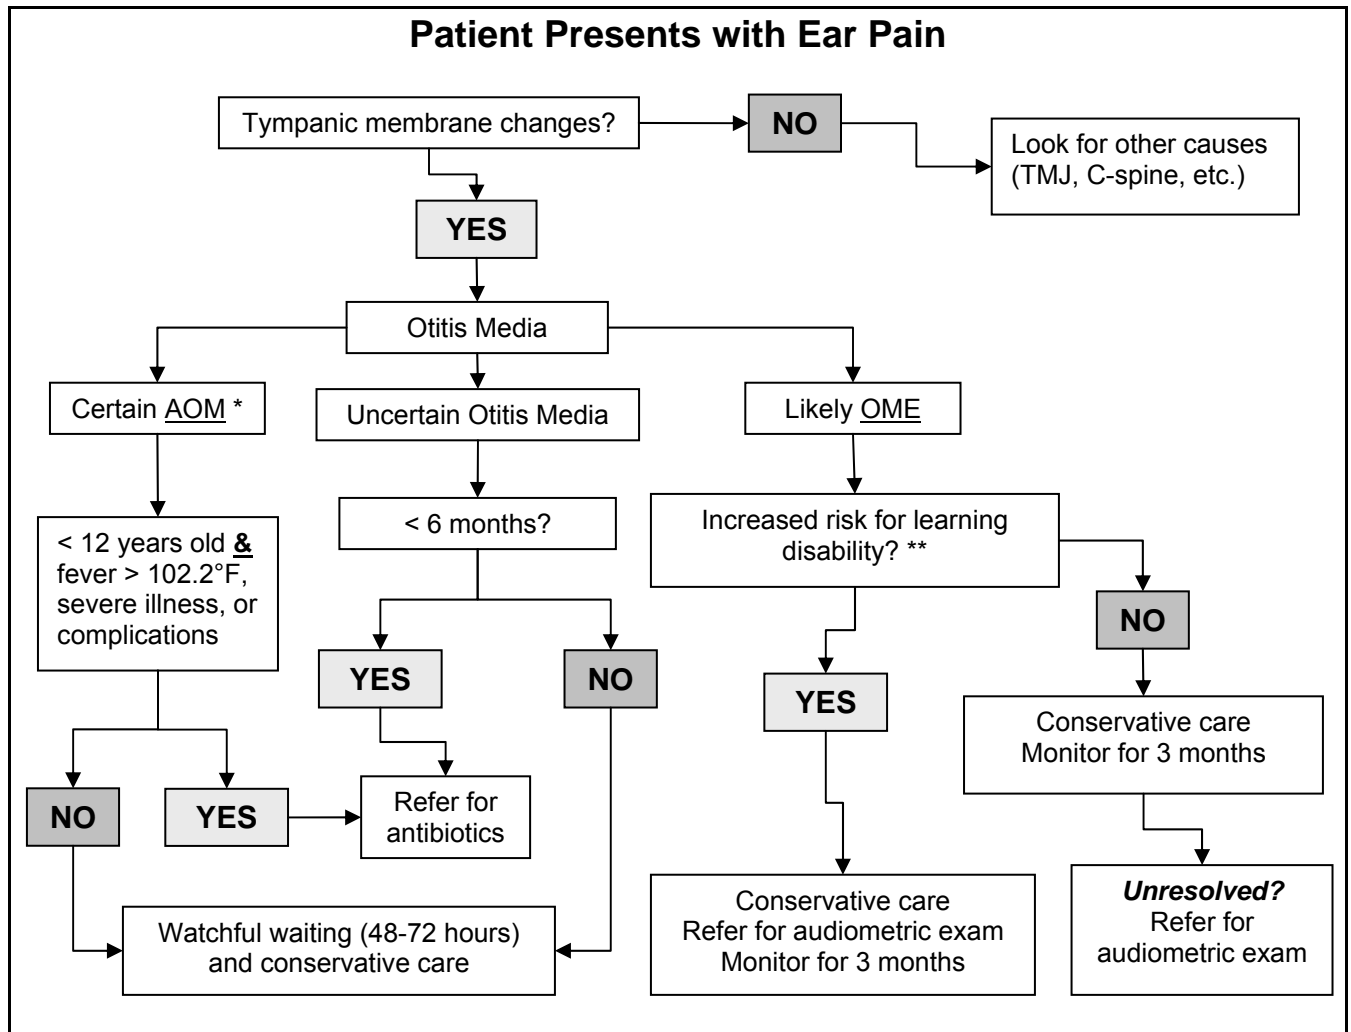 Patient Presents with Ear Pain
Tympanic membrane changes?
NO
Look for other causes
(TMJ, C-spine, etc.)
YES
Otitis Media
Certain AOM *
Uncertain Otitis Media
Likely OME
< 12 years old &
fever > 102.2°F,
severe illness, or
complications
< 6 months?
Increased risk for learning
disability? **
NO
YES
NO
YES
Conservative care
Monitor for 3 months
NO
YES
Refer for
antibiotics
Watchful waiting (48-72 hours)
and conservative care
Conservative care
Refer for audiometric exam
Monitor for 3 months
Unresolved?
Refer for
audiometric exam